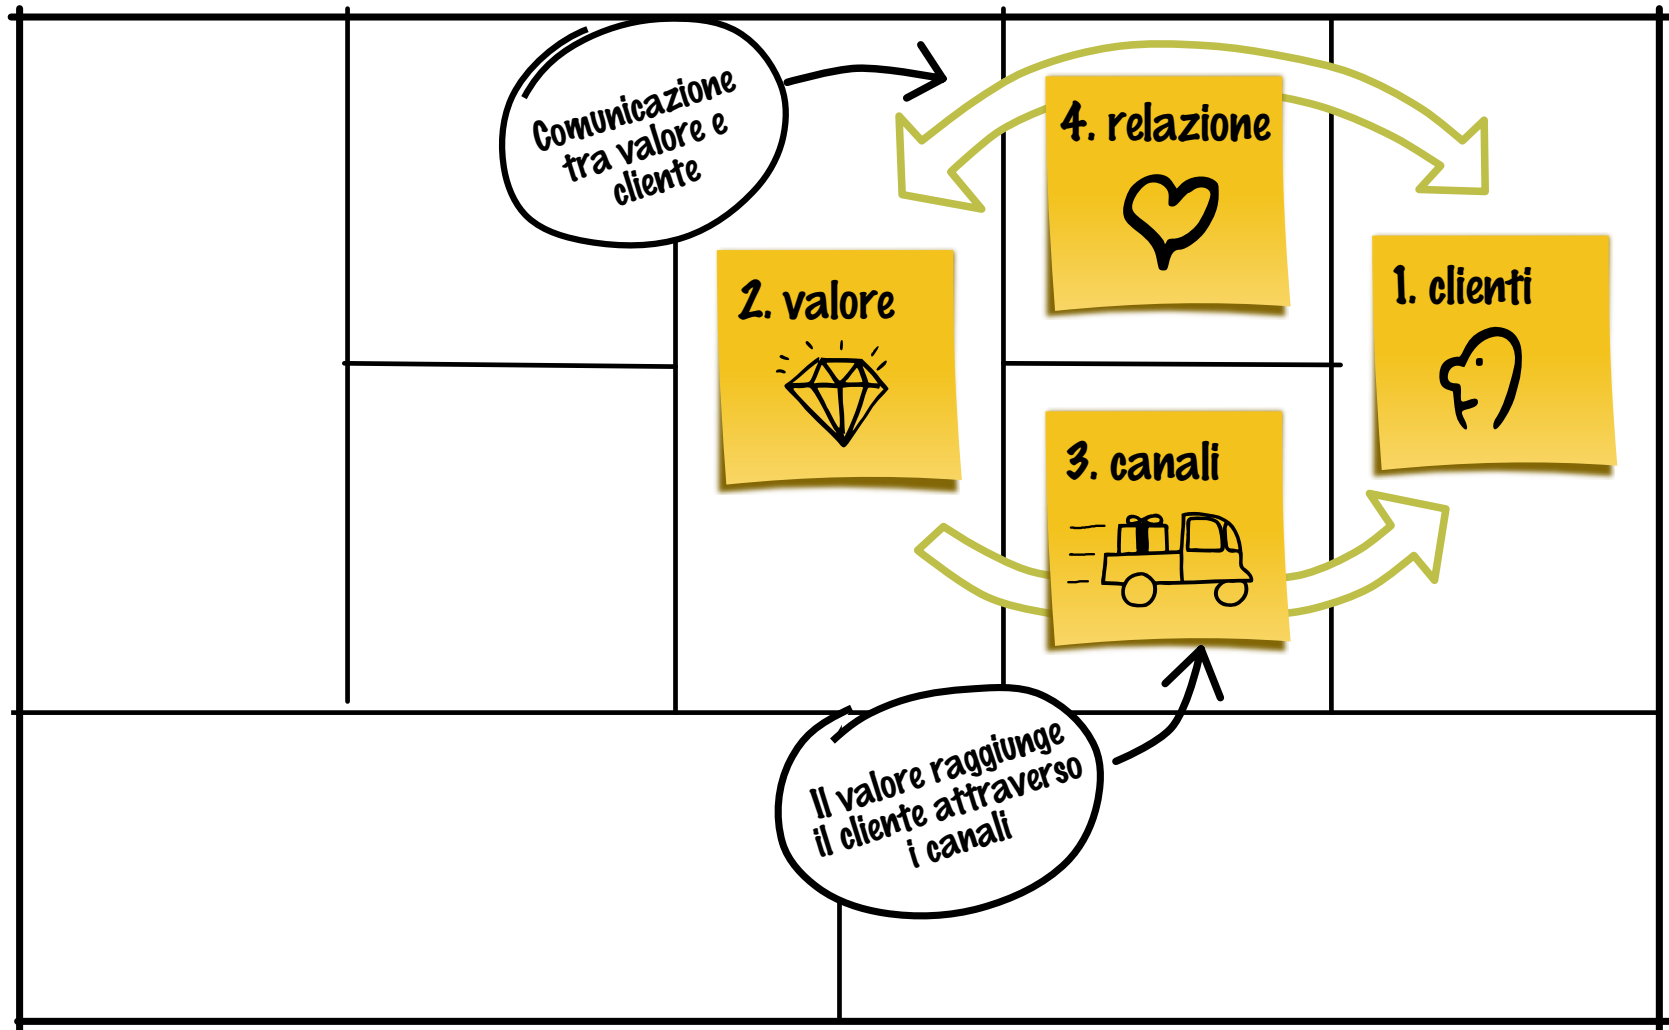 Comunicazione
tra valore e
cliente
4. relazione
2. valore
1. clienti
3. canali
Il valore raggiunge
il cliente attraverso
i canali